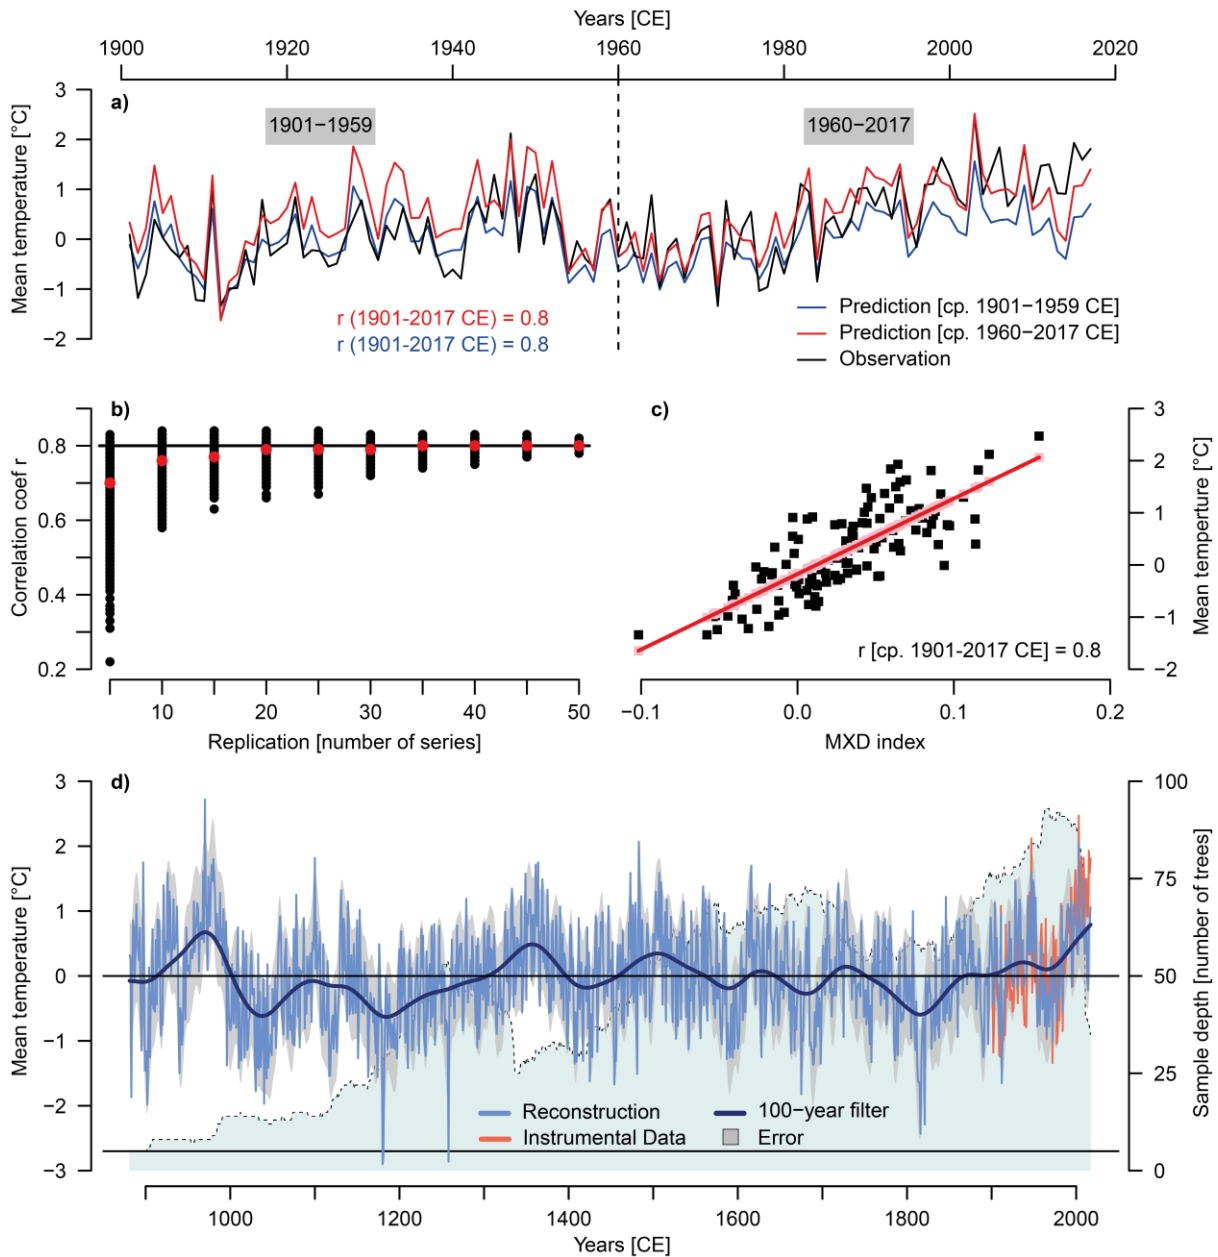 Years [CE]
1900 1920 1940 1960 1980 2000 2020
a)
Mean temperature [°C]
3
2
1
0
−1
−2
1901−1959
1960−2017
r (1901-2017 CE) = 0.8
r (1901-2017 CE) = 0.8
Prediction [cp. 1901−1959 CE]
Prediction [cp. 1960−2017 CE]
Observation
b)
Correlation coef r
0.8
0.6
0.4
0.2
10 20 30 40 50
Replication [number of series]
c)
3
2
1
0
−1
−2
Mean temperture [°C]
r [cp. 1901-2017 CE] = 0.8
−0.1 0.0 0.1 0.2
MXD index
d)
Mean temperature [°C]
3
2
1
0
−1
−2
−3
100
75
50
25
0
Sample depth [number of trees]
Reconstruction
Instrumental Data
100−year filter
Error
1000 1200 1400 1600 1800 2000
Years [CE]